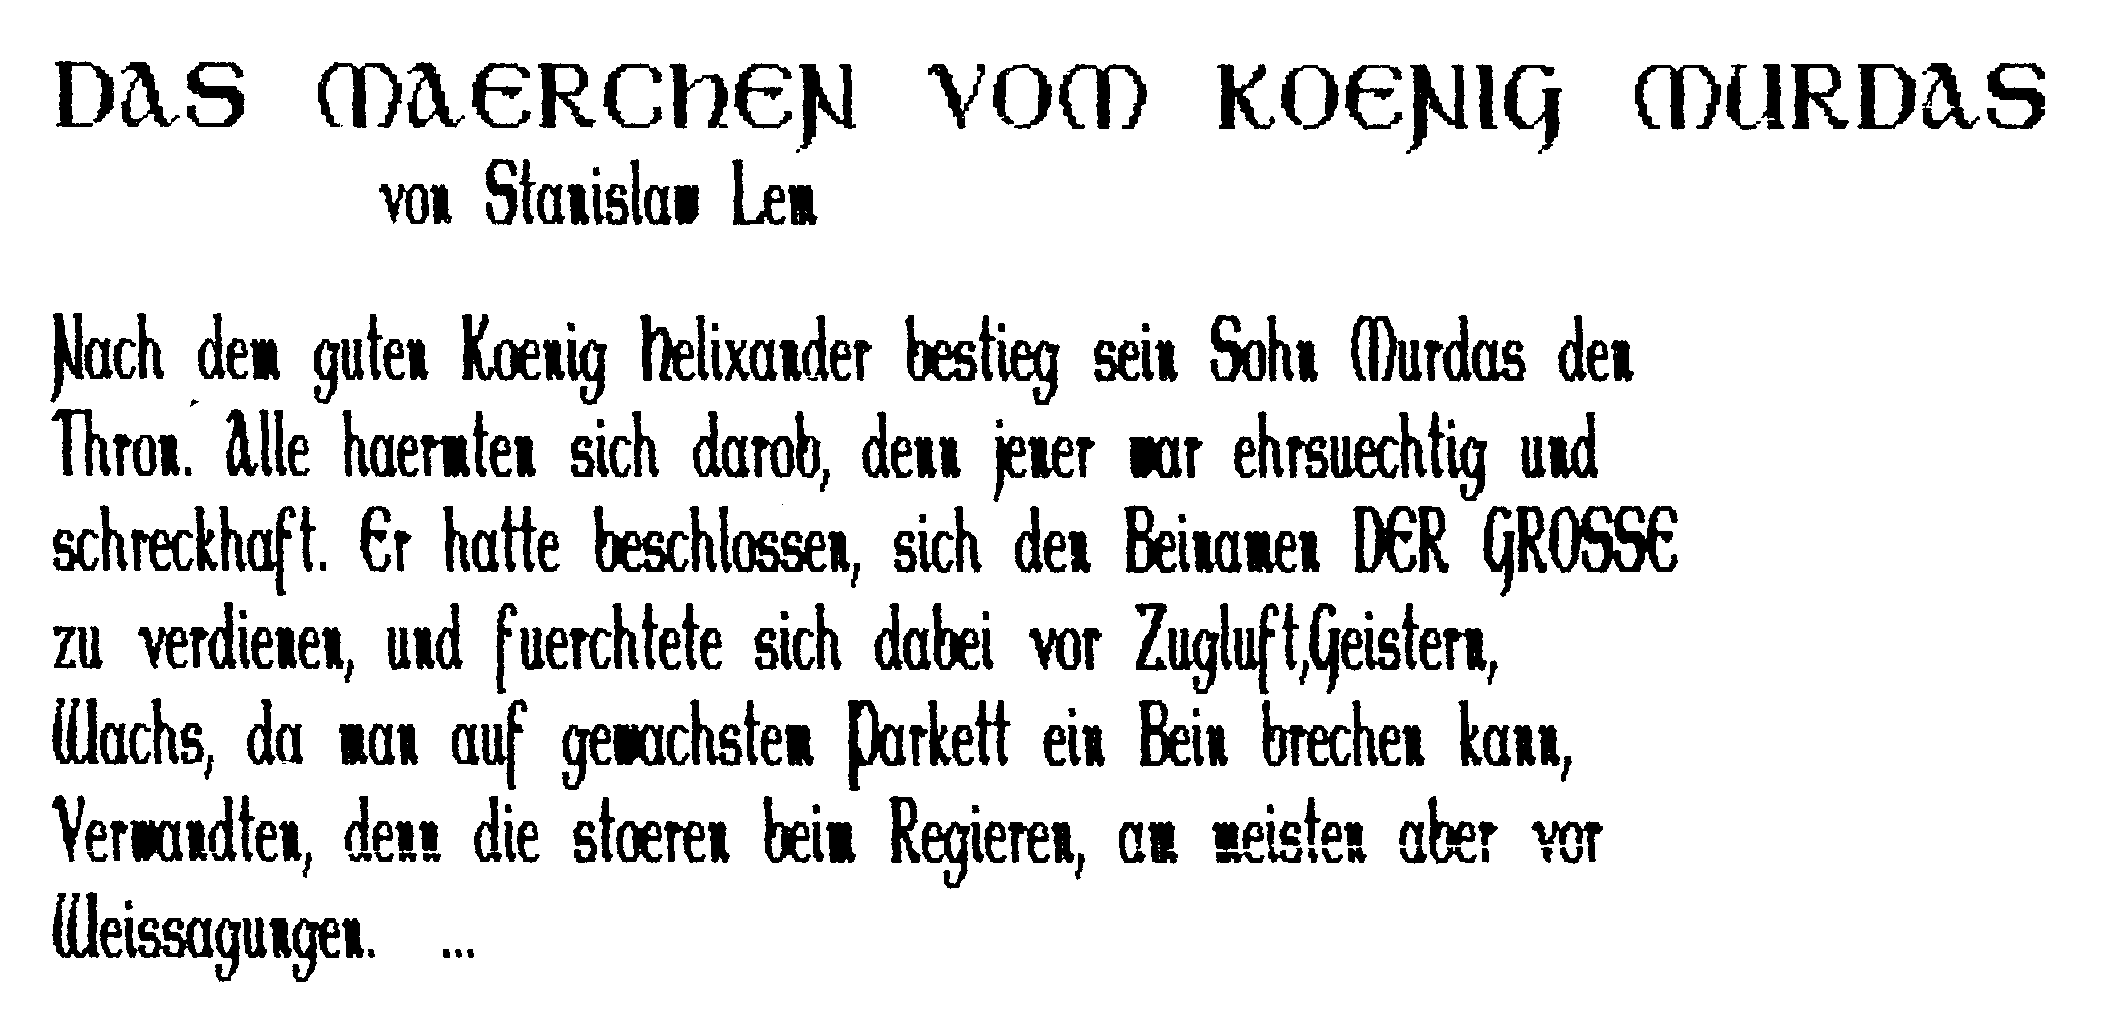 DAS MAERCHEN VOM KOENIG MURDAS
von Stanislaw Lem
Nach dem guten Koenig Helixander bestieg sein Sohn Murdas den
Thron. Alle haermten sich darob, denn jener war ehrsuechtig und
schreckhaft. Er hatte beschlossen, sich den Beinamen DER GROSSE
zu verdienen, und fuerchtete sich dabei vor Zugluft,Geistern,
Wachs, da man auf gewachstem Parkett ein Bein brechen kann,
Verwandten, denn die stoeren beim Regieren, am meisten aber vor
Weissagungen. ...